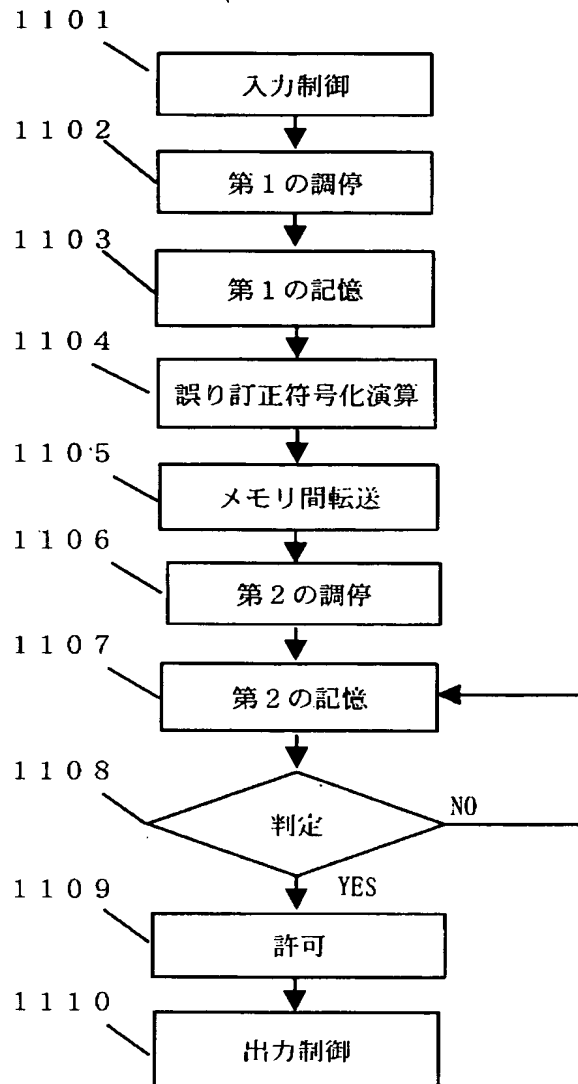 １１０１
入力制御
１１０２
第１の調停
１１０３
第１の記憶
１１０４
誤り訂正符号化演算
１１０５
メモリ間転送
１１０６
第２の調停
１１０７
第２の記憶
１１０８
判定
NO
YES
１１０９
許可
１１１０
出力制御